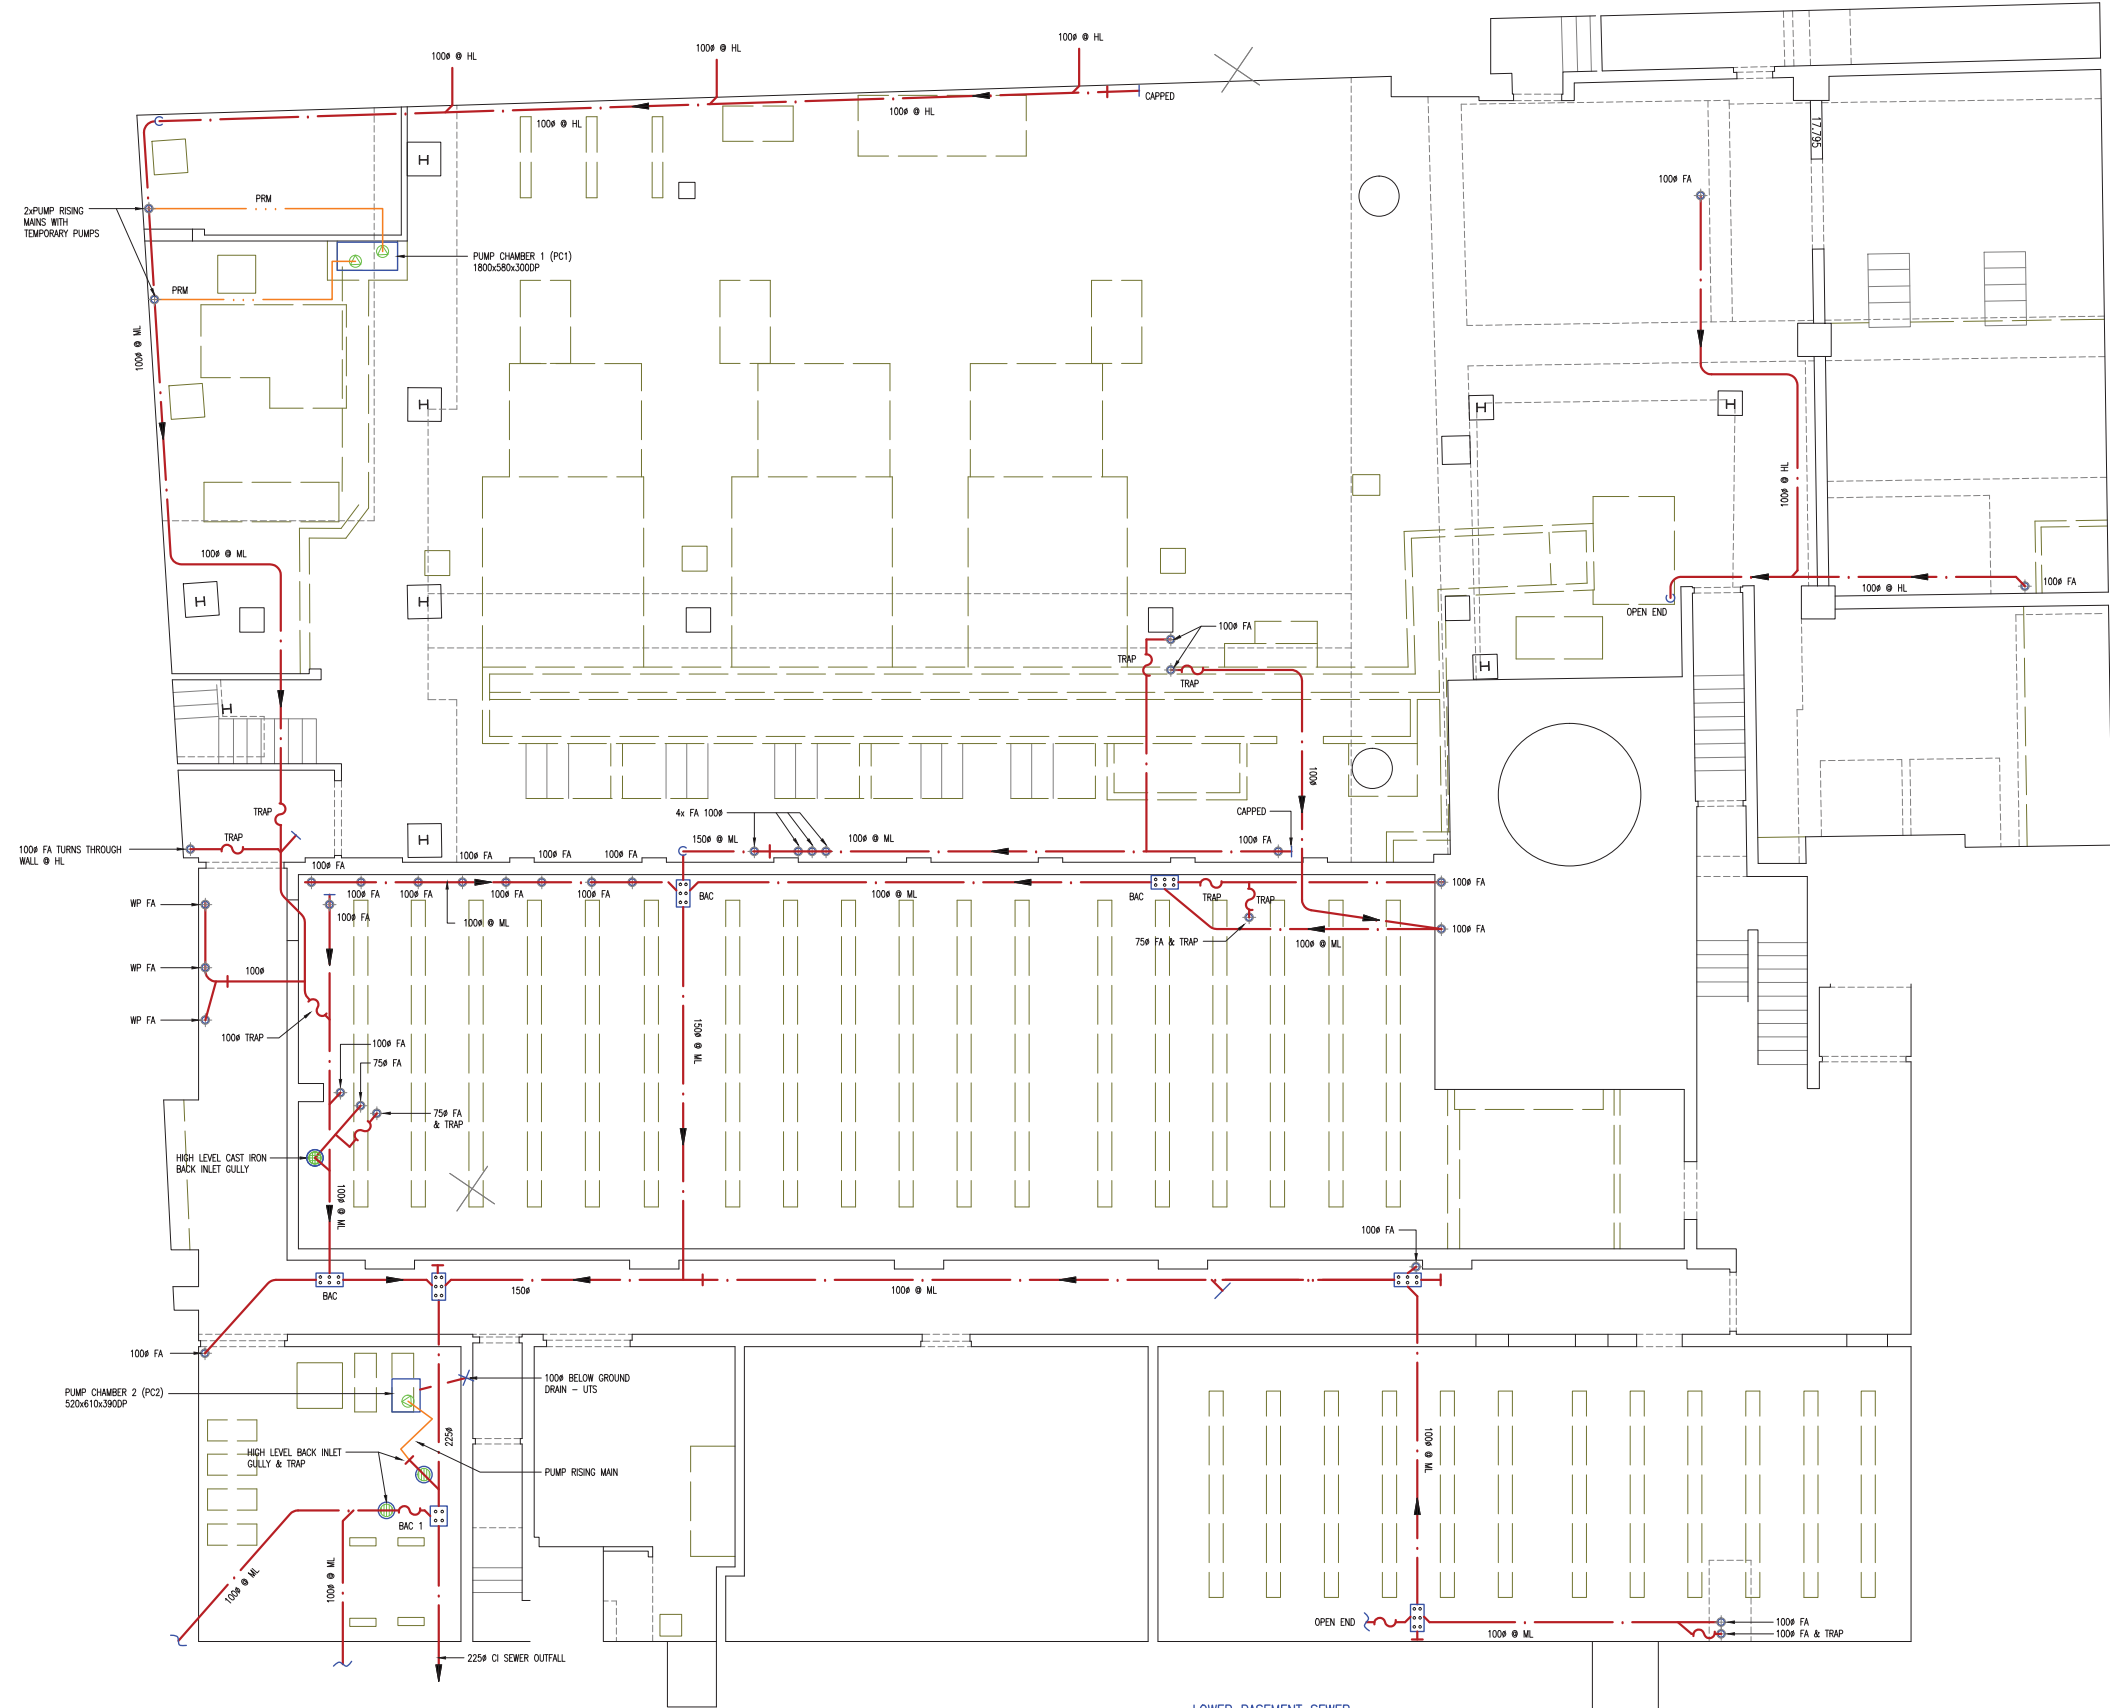 100ø @ HL
100ø @ HL
100ø @ HL
CAPPED
100ø @ HL
100ø @ HL
17.795
H
100ø FA
PRM
2xPUMP RISING
MAINS WITH
TEMPORARY PUMPS
PUMP CHAMBER 1 (PC1)
1800x580x300DP
PRM
100ø @ ML
H
H
H
100ø @ HL
100ø @ ML
H
H
100ø @ HL
100ø FA
OPEN END
100ø FA
TRAP
TRAP
H
H
100ø
TRAP
TRAP
4x FA 100ø
CAPPED
H
100ø FA TURNS THROUGH
WALL @ HL
150ø @ ML
100ø @ ML
100ø FA
100ø FA
100ø FA
100ø FA
100ø FA
100ø FA
100ø FA
100ø FA
100ø FA
BAC
100ø @ ML
BAC
TRAP
TRAP
100ø FA
WP FA
100ø FA
100ø @ ML
100ø FA
75ø FA & TRAP
100ø @ ML
WP FA
100ø
WP FA
100ø TRAP
150ø @ ML
100ø FA
75ø FA
75ø FA
& TRAP
HIGH LEVEL CAST IRON
BACK INLET GULLY
100ø @ ML
100ø FA
BAC
150ø
100ø @ ML
100ø FA
PUMP CHAMBER 2 (PC2)
520x610x390DP
100ø BELOW GROUND
DRAIN - UTS
225ø
HIGH LEVEL BACK INLET
GULLY & TRAP
PUMP RISING MAIN
100ø @ ML
BAC 1
100ø @ ML
100ø @ ML
OPEN END
100ø @ ML
100ø FA
100ø FA & TRAP
225ø CI SEWER OUTFALL
LOWER BASEMENT SEWER